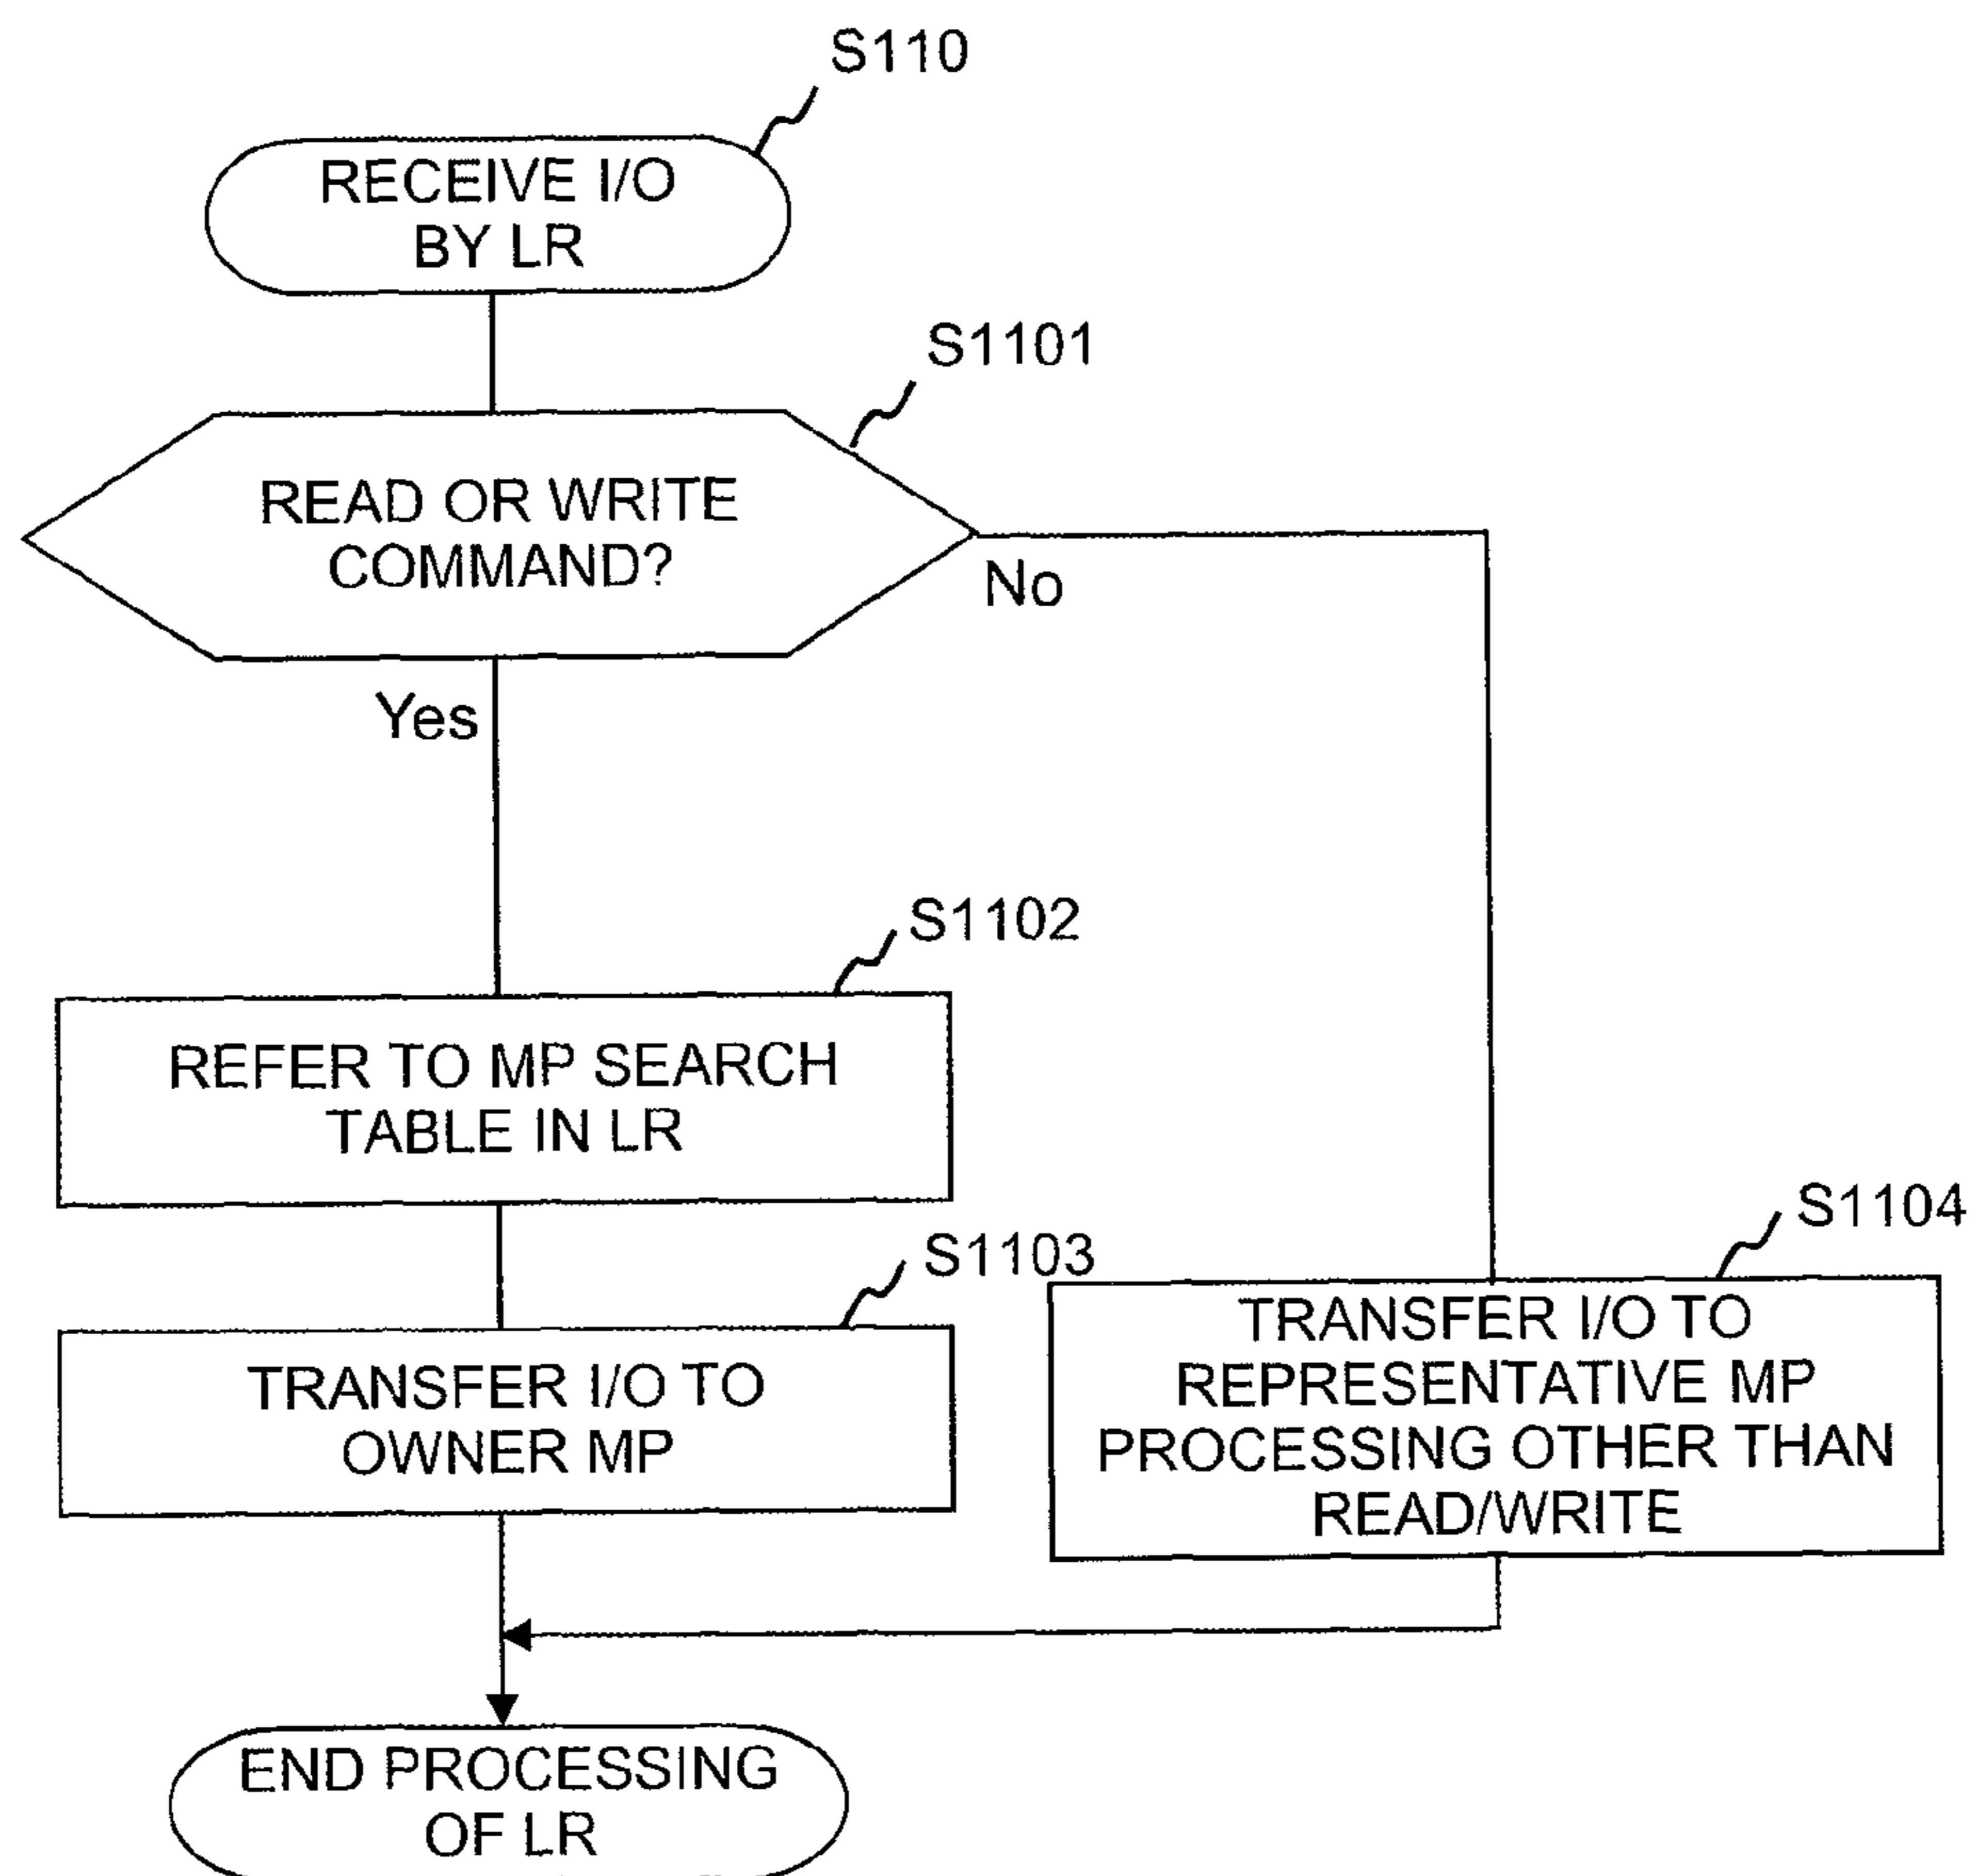 S110
RECEIVE I/O
BY LR
S1101
READ OR WRITE
COMMAND?
No
Yes
S1102
REFER TO MP SEARCH
TABLE IN LR
S1103
TRANSFER I/O TO
OWNER MP
S1104
TRANSFER I/O TO
REPRESENTATIVE MP
PROCESSING OTHER THAN
READ/WRITE
END PROCESSING
OF LR